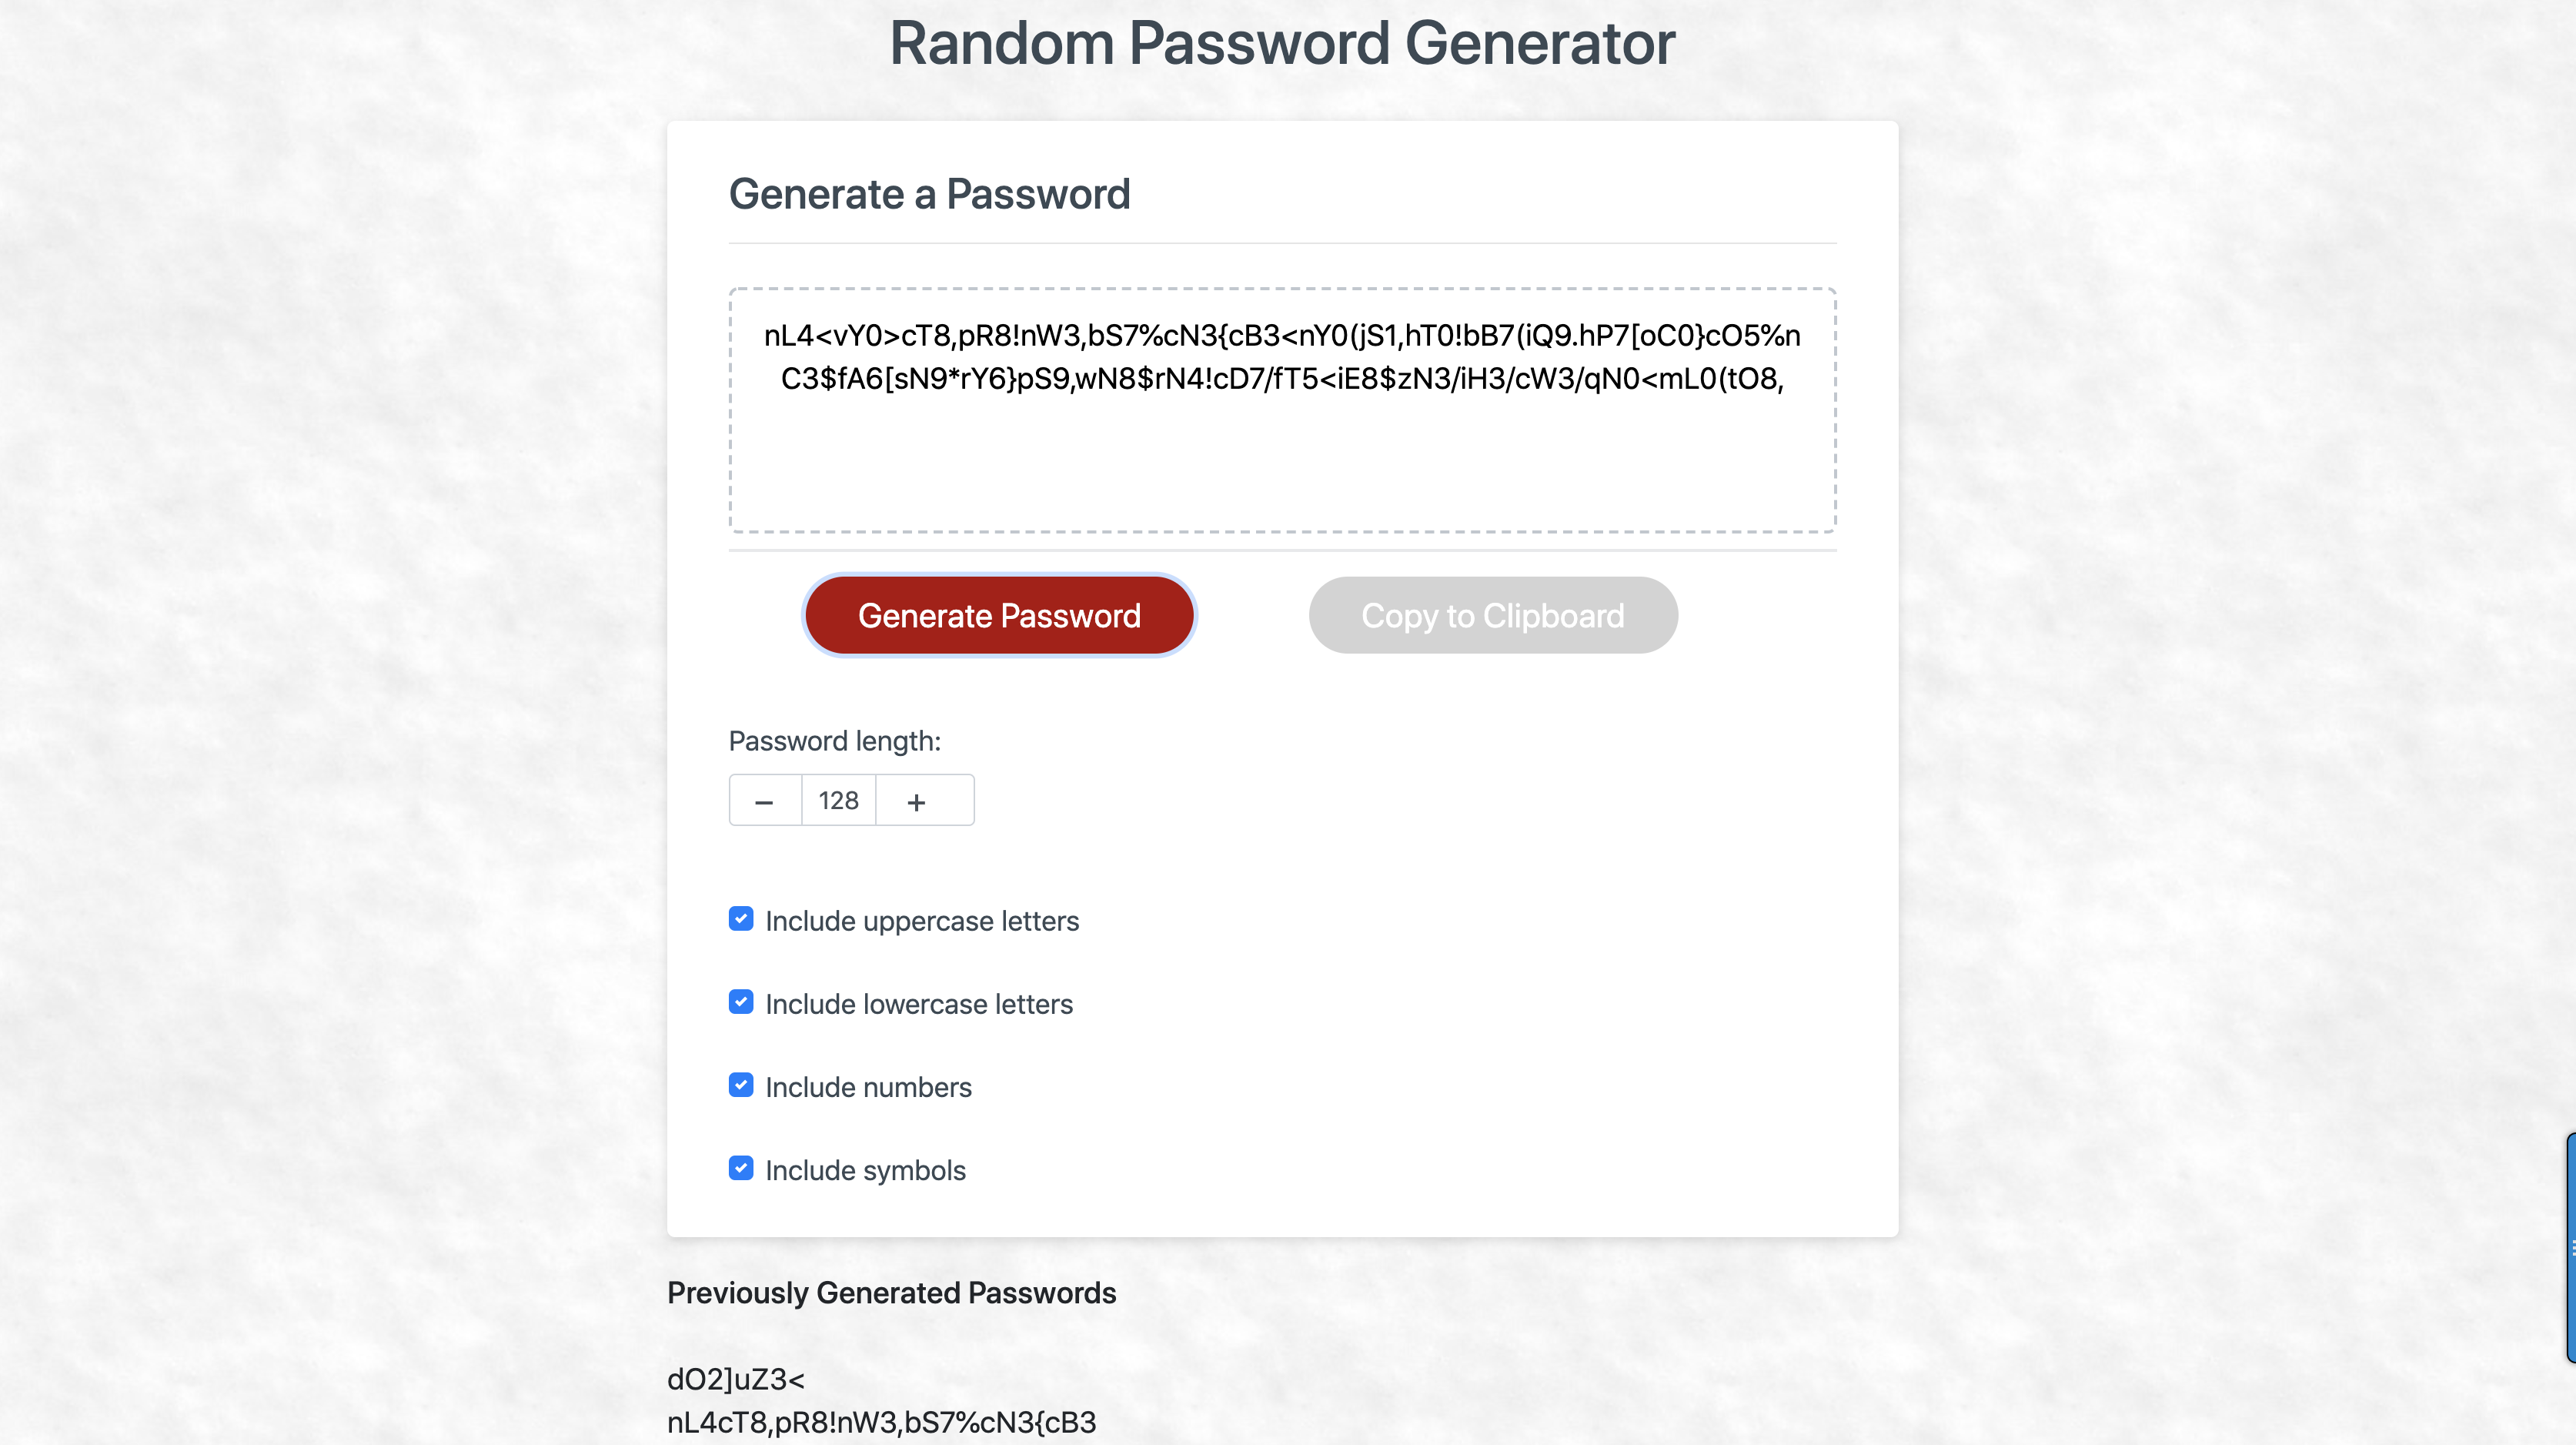 Random Password Generator
Generate a Password
nL4<vY0>cT8,pR8!nW3,bS7%cN3{cB3<nY0(jS1,hT0!bB7(iQ9.hP7[oC0}cO5%n
C3$fA6[sN9*rY6}pS9,wN8$rN4!cD7/fT5<iE8$zN3/iH3/cW3/qN0<mL0(tO8,
Generate Password
Copy to Clipboard
Password length:
− 128 +
Include uppercase letters
Include lowercase letters
Include numbers
Include symbols
Previously Generated Passwords
dO2]uZ3<
nL4cT8,pR8!nW3,bS7%cN3{cB3